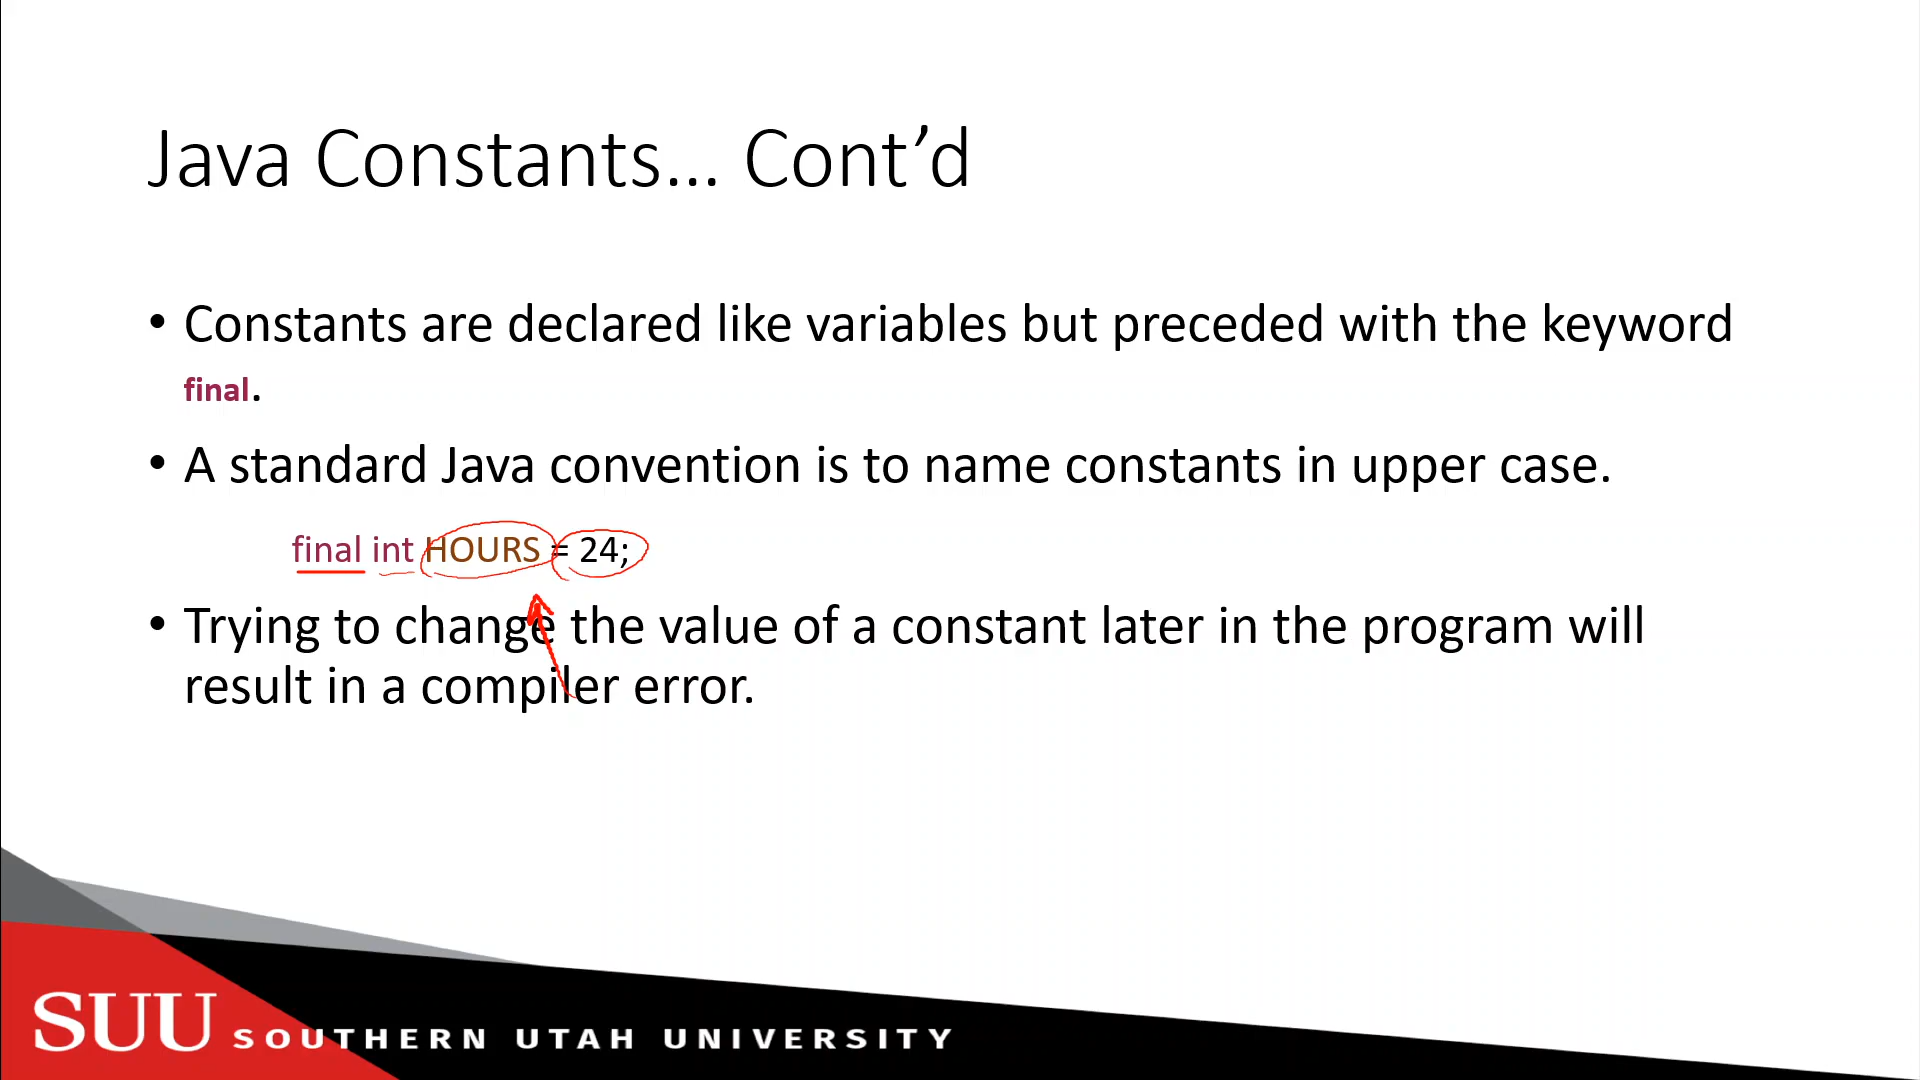 Java Constants... Cont’d
• Constants are declared like variables but preceded with the keyword
final.
• A standard Java convention is to name constants in upper case.
final int HOURS = 24;
• Trying to change the value of a constant later in the program will
result in a compiler error.
SUU SOUTHERN UTAH UNIVERSITY